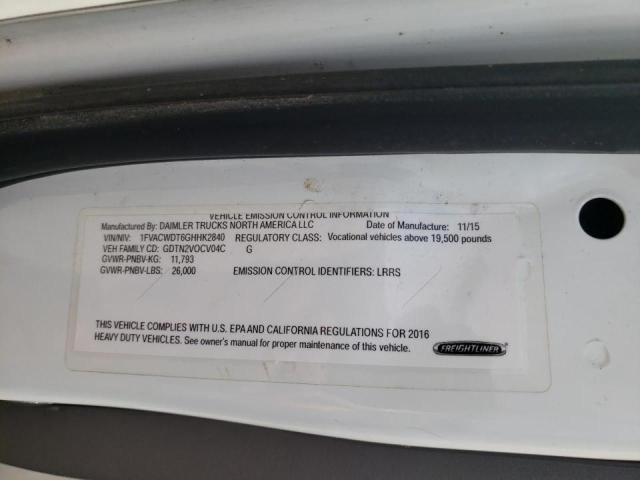 VEHICLE EMISSION CONTROL INFORMATION
Manufactured By: DAIMLER TRUCKS NORTH AMERICA LLC Date of Manufacture: 11/15
VIN/NIV: 1FVACWDT6GHHK2840 REGULATORY CLASS: Vocational vehicles above 19,500 pounds
VEH FAMILY CD: GDTN2VOCV04C G
GVWR-PNBV-KG: 11,793
GVWR-PNBV-LBS: 26,000 EMISSION CONTROL IDENTIFIERS: LRRS
THIS VEHICLE COMPLIES WITH U.S. EPA AND CALIFORNIA REGULATIONS FOR 2016
HEAVY DUTY VEHICLES. See owner's manual for proper maintenance of this vehicle.
FREIGHTLINER